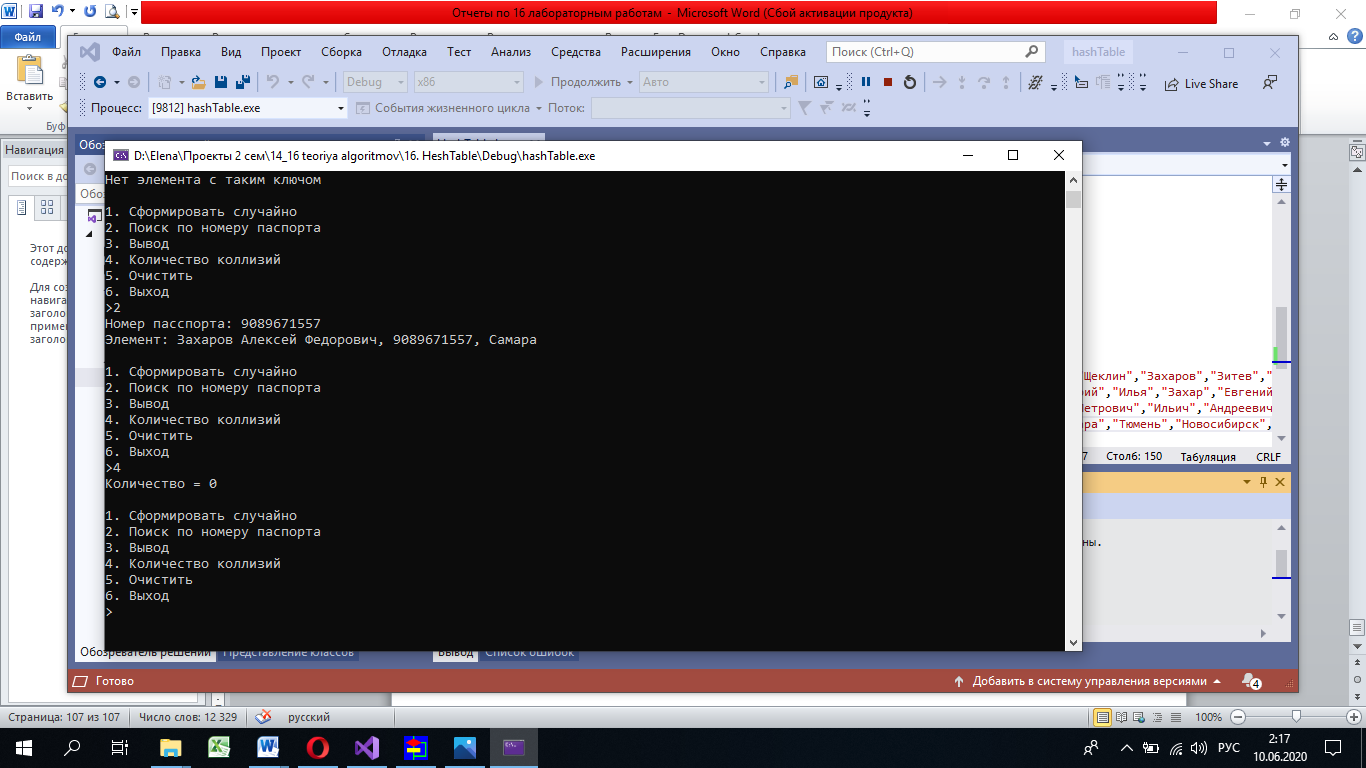 Отчеты по 16 лабораторным работам - Microsoft Word (Сбой активации продукта)
Файл
Файл Правка Вид Проект Сборка Отладка Тест Анализ Средства Расширения Окно Справка Поиск (Ctrl+Q) hashTable
Debug x86 Продолжить Авто Live Share
Вставить
Процесс: [9812] hashTable.exe События жизненного цикла Поток:
Буф
Навигация
Поиск в до
Этот до
содерж
Для соз
навига
заголо
приме
заголо
D:\Elena\Проекты 2 сем\14_16 teoriya algoritmov\16. HeshTable\Debug\hashTable.exe
Нет элемента с таким ключом
1. Сформировать случайно
2. Поиск по номеру паспорта
3. Вывод
4. Количество коллизий
5. Очистить
6. Выход
>2
Номер пасспорта: 9089671557
Элемент: Захаров Алексей Федорович, 9089671557, Самара
1. Сформировать случайно
2. Поиск по номеру паспорта
3. Вывод
4. Количество коллизий
5. Очистить
6. Выход
>4
Количество = 0
1. Сформировать случайно
2. Поиск по номеру паспорта
3. Вывод
4. Количество коллизий
5. Очистить
6. Выход
>
Щеклин","Захаров","Зитев","
ий","Илья","Захар","Евгений
Петрович","Ильич","Андреевич
ра","Тюмень","Новосибирск",
7 Столб: 150 Табуляция CRLF
ны.
Обозреватель решений Представление классов Вывод Список ошибок
Готово Добавить в систему управления версиями 4
Страница: 107 из 107 Число слов: 12 329 русский 100%
РУС 2:17
10.06.2020